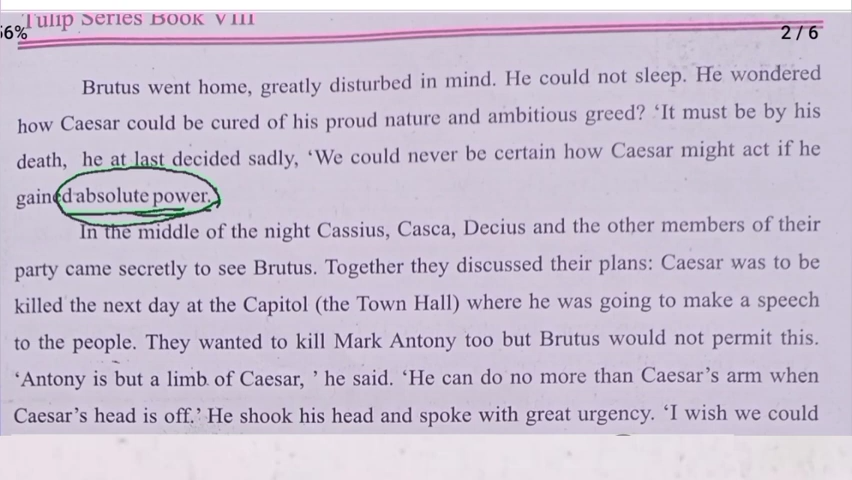 Tulip Series Book VIII
56%
2 / 6
Brutus went home, greatly disturbed in mind. He could not sleep. He wondered
how Caesar could be cured of his proud nature and ambitious greed? ‘It must be by his
death, he at last decided sadly, ‘We could never be certain how Caesar might act if he
gained absolute power.
In the middle of the night Cassius, Casca, Decius and the other members of their
party came secretly to see Brutus. Together they discussed their plans: Caesar was to be
killed the next day at the Capitol (the Town Hall) where he was going to make a speech
to the people. They wanted to kill Mark Antony too but Brutus would not permit this.
‘Antony is but a limb of Caesar, ’ he said. ‘He can do no more than Caesar’s arm when
Caesar’s head is off.’ He shook his head and spoke with great urgency. ‘I wish we could